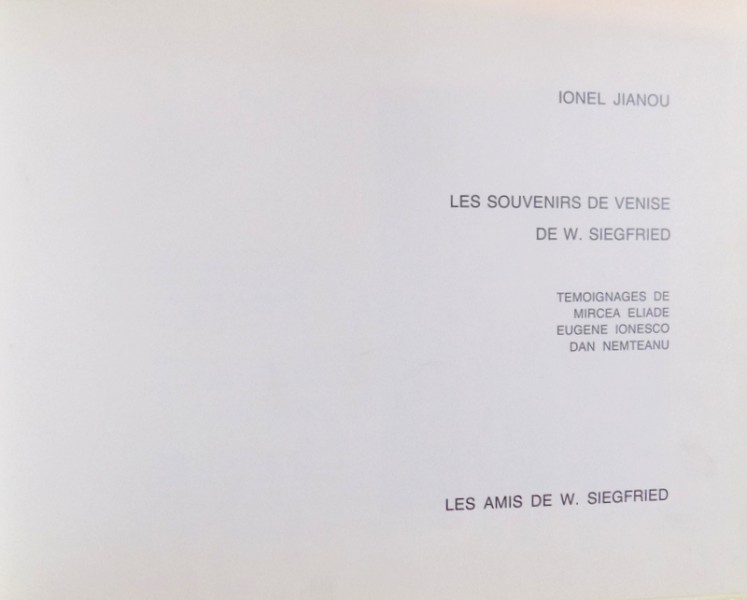 IONEL JIANOU
LES SOUVENIRS DE VENISE
DE W. SIEGFRIED
TEMOIGNAGES DE
MIRCEA ELIADE
EUGENE IONESCO
DAN NEMTEANU
LES AMIS DE W. SIEGFRIED